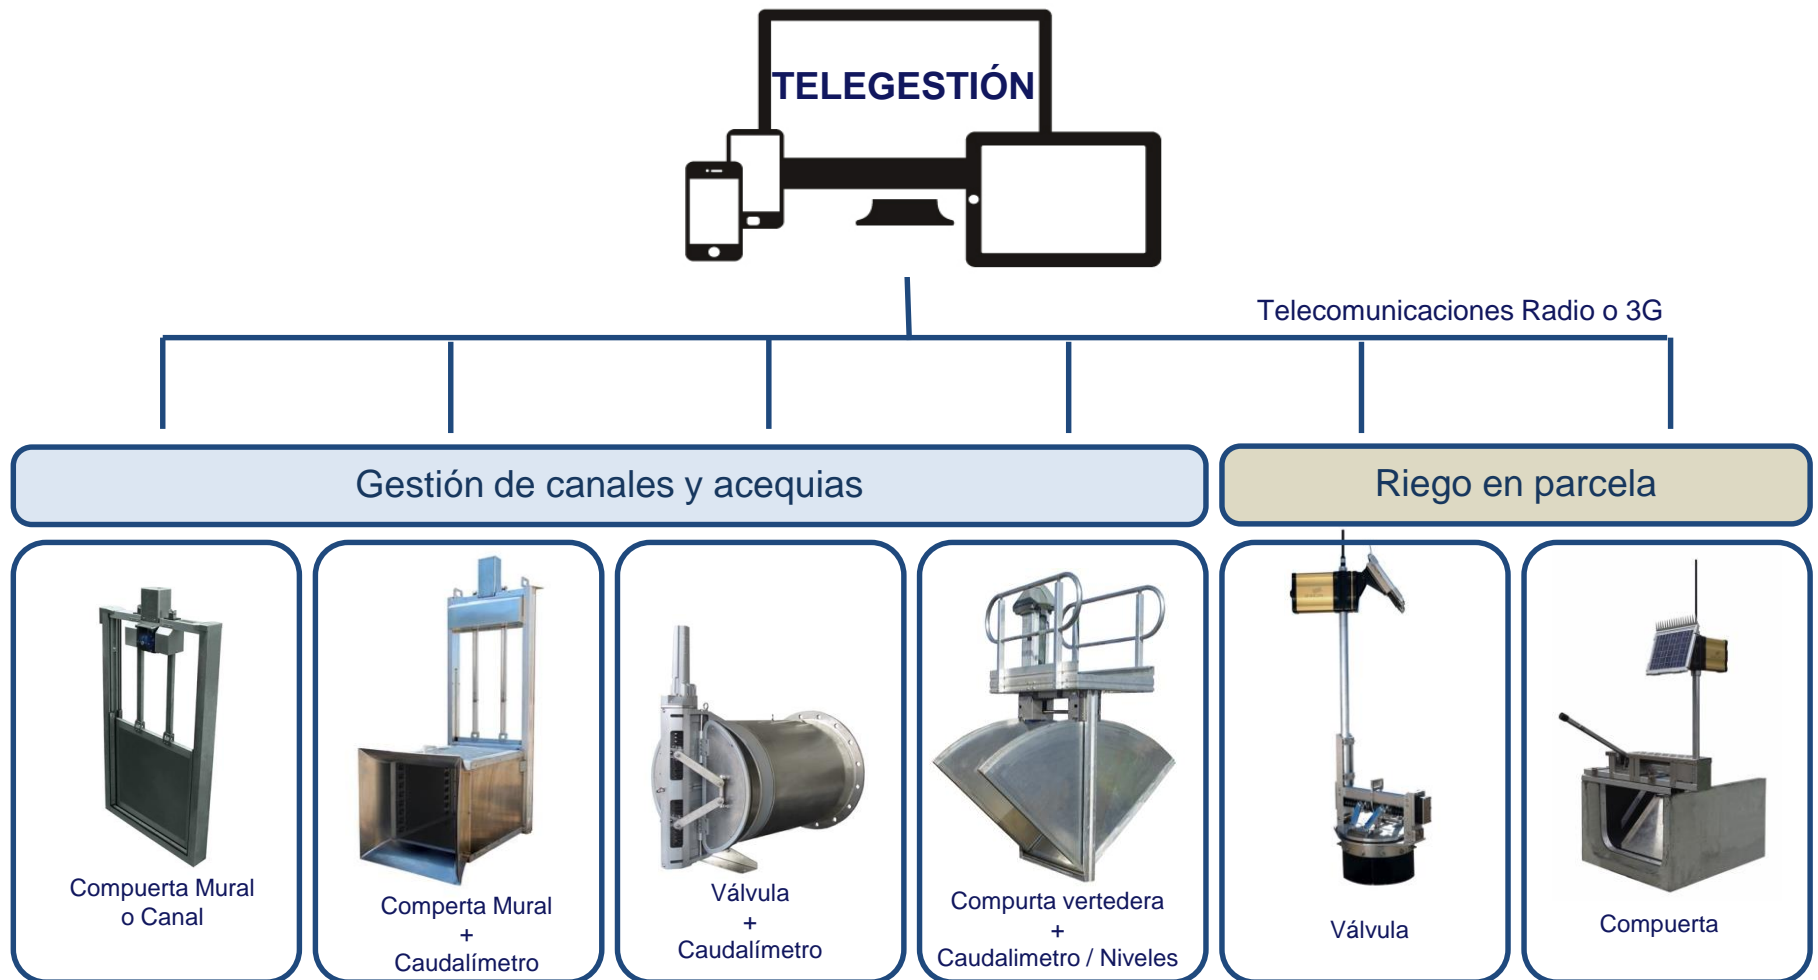 TELEGESTIÓN
Telecomunicaciones Radio o 3G
Gestión de canales y acequias
Riego en parcela
Compuerta Mural
o Canal
Comperta Mural
+
Caudalímetro
Válvula
+
Caudalímetro
Compurta vertedera
+
Caudalimetro / Niveles
Válvula
Compuerta